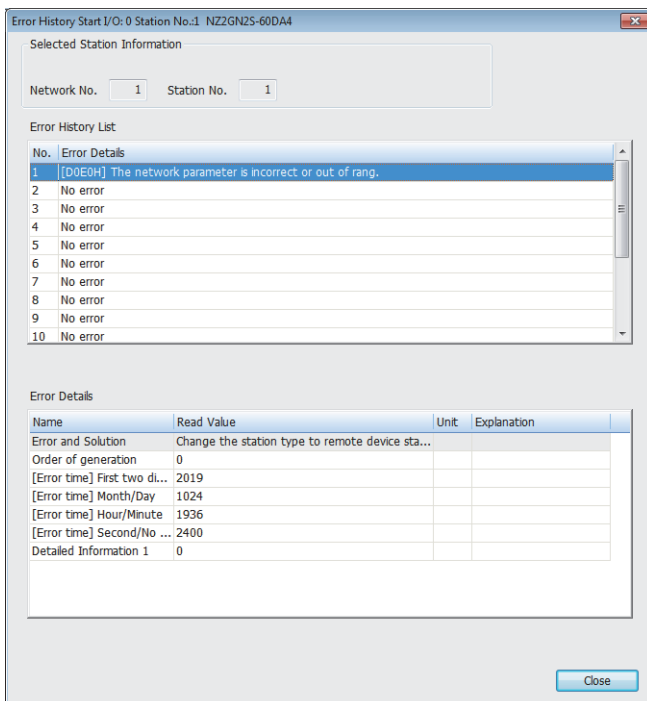 Error History Start I/O: 0 Station No.:1 NZ2GN2S-60DA4
Selected Station Information
Network No. 1 Station No. 1
Error History List
No. Error Details
1 [D0E0H] The network parameter is incorrect or out of rang.
2 No error
3 No error
4 No error
5 No error
6 No error
7 No error
8 No error
9 No error
10 No error
Error Details
Name Read Value Unit Explanation
Error and Solution Change the station type to remote device sta...
Order of generation 0
[Error time] First two di... 2019
[Error time] Month/Day 1024
[Error time] Hour/Minute 1936
[Error time] Second/No ... 2400
Detailed Information 1 0
Close